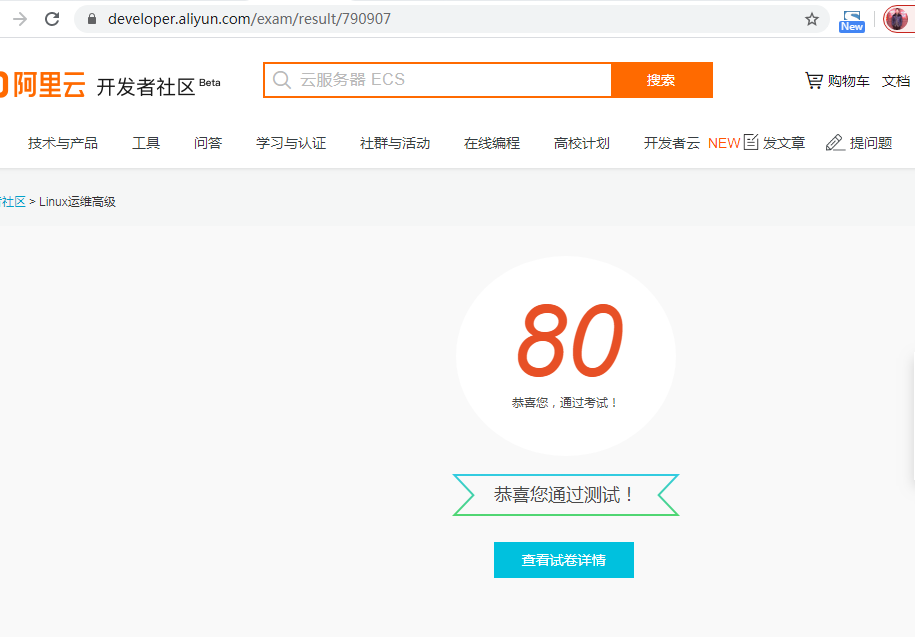 developer.aliyun.com/exam/result/790907
New
阿里云 开发者社区 Beta
云服务器 ECS
搜索
购物车 文档
技术与产品 工具 问答 学习与认证 社群与活动 在线编程 高校计划 开发者云 NEW 发文章 提问题
社区 > Linux运维高级
80
恭喜您，通过考试！
恭喜您通过测试！
查看试卷详情